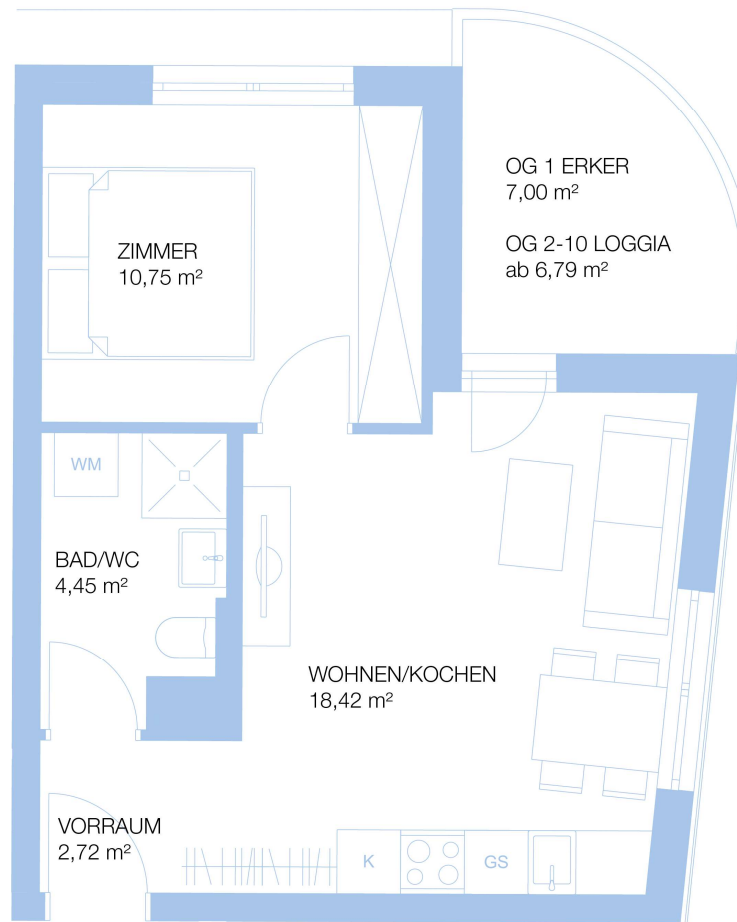 OG 1 ERKER
7,00 m²
OG 2-10 LOGGIA
ab 6,79 m²
ZIMMER
10,75 m²
WM
BAD/WC
4,45 m²
WOHNEN/KOCHEN
18,42 m²
VORRAUM
2,72 m²
K
GS